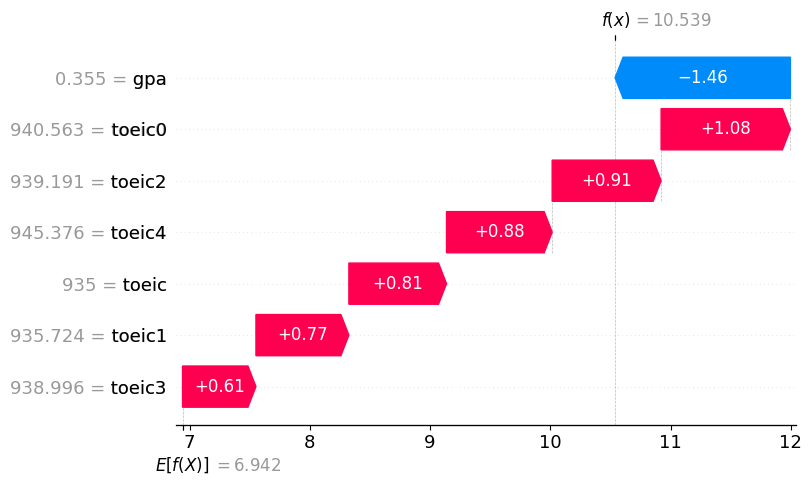 f(x) = 10.539
0.355 = gpa
−1.46
940.563 = toeic0
+1.08
939.191 = toeic2
+0.91
945.376 = toeic4
+0.88
935 = toeic
+0.81
935.724 = toeic1
+0.77
938.996 = toeic3
+0.61
7 8 9 10 11 12
E[f(X)] = 6.942